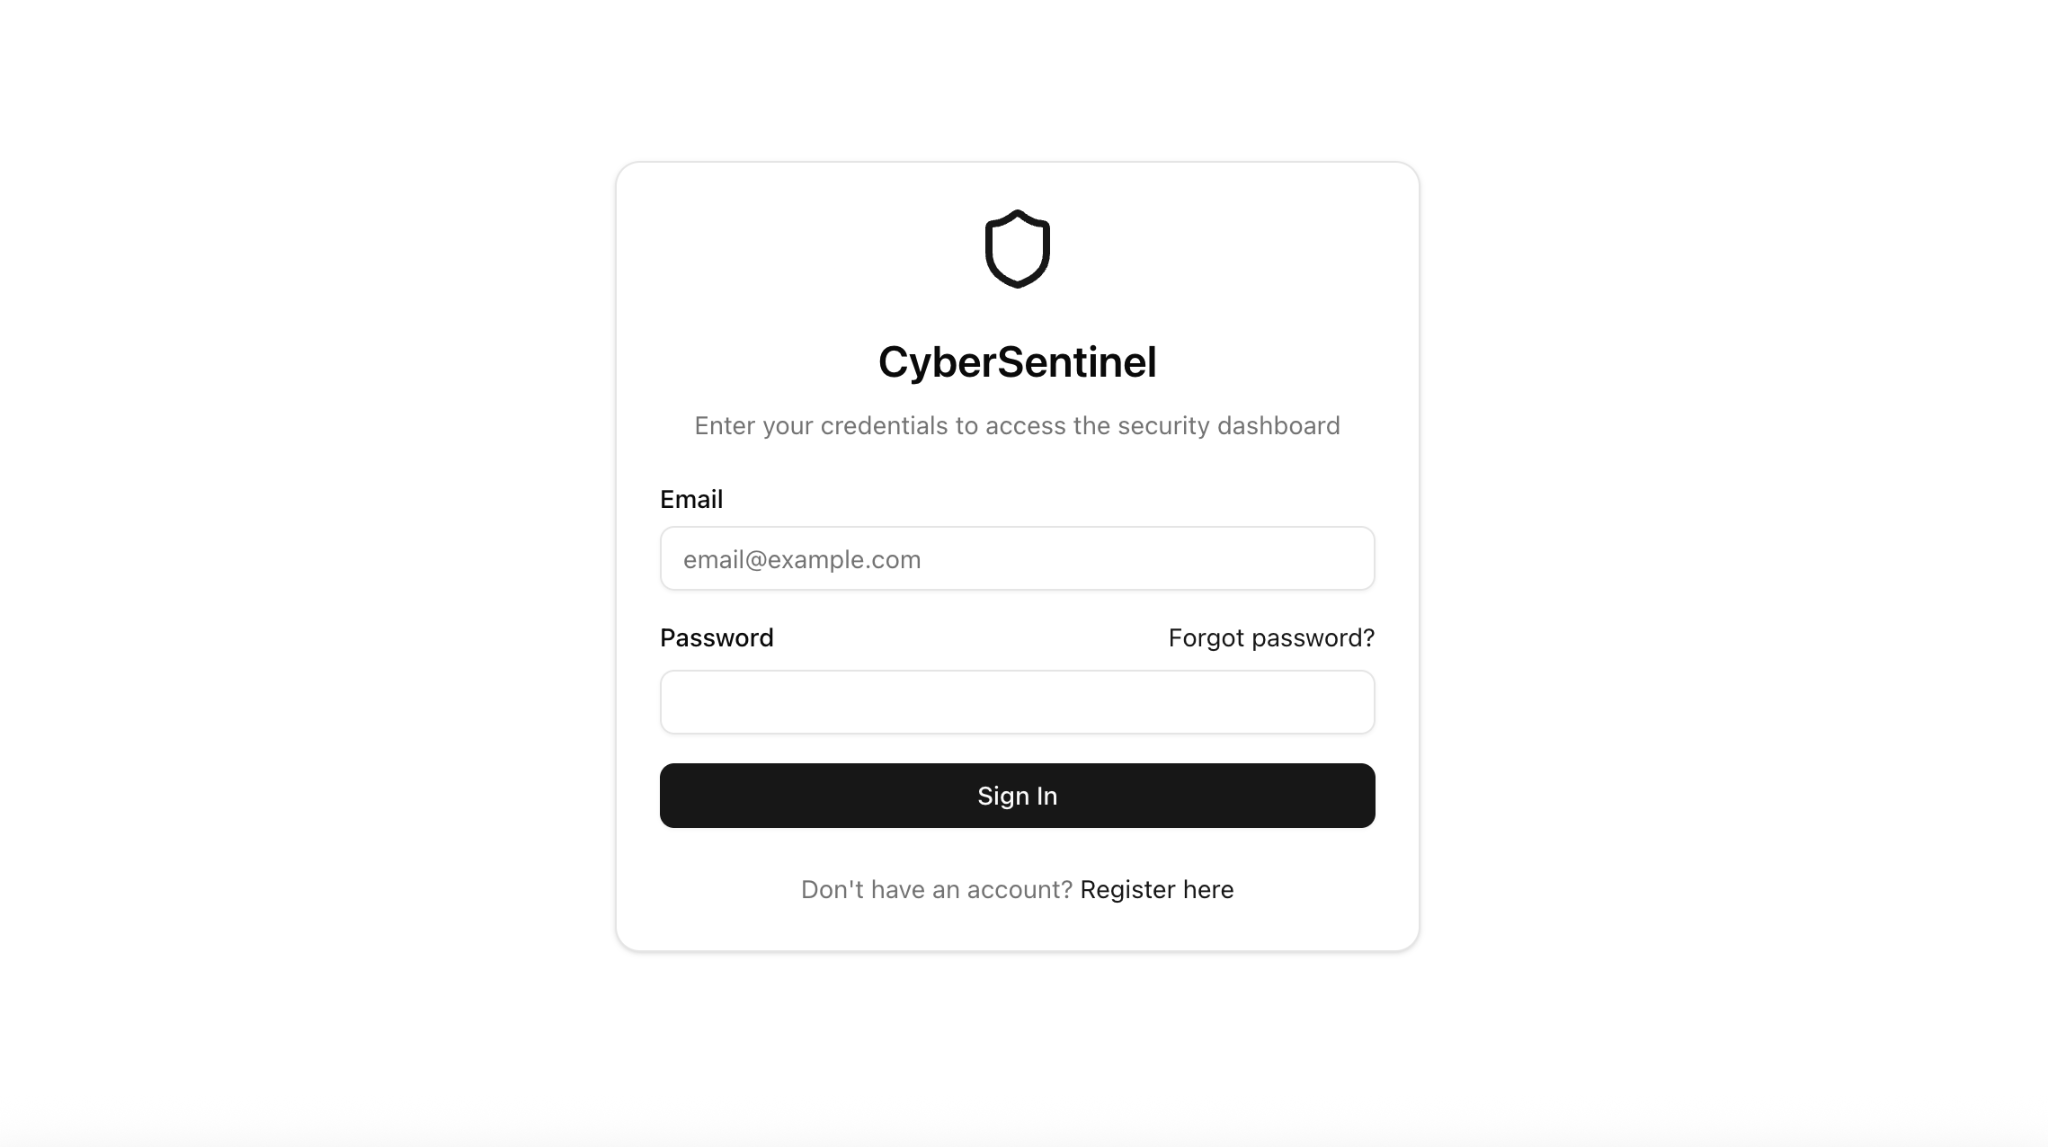 CyberSentinel
Enter your credentials to access the security dashboard
Email
email@example.com
Password
Forgot password?
Sign In
Don't have an account? Register here